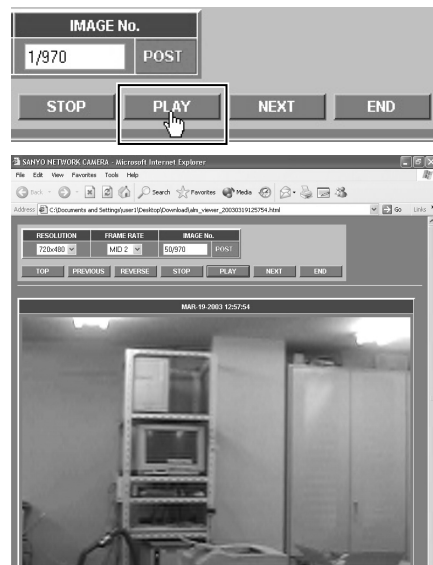 IMAGE No.
1/970 POST
STOP PLAY NEXT END
SANYO NETWORK CAMERA - Microsoft Internet Explorer
File Edit View Favorites Tools Help
Back Search Favorites Media
Address C:\Documents and Settings\user1\Desktop\Download\alm_viewer_20030319125754.html Go Links
RESOLUTION FRAME RATE IMAGE No.
720x480 MID 2 50/970 POST
TOP PREVIOUS REVERSE STOP PLAY NEXT END
MAR-19-2003 12:57:54